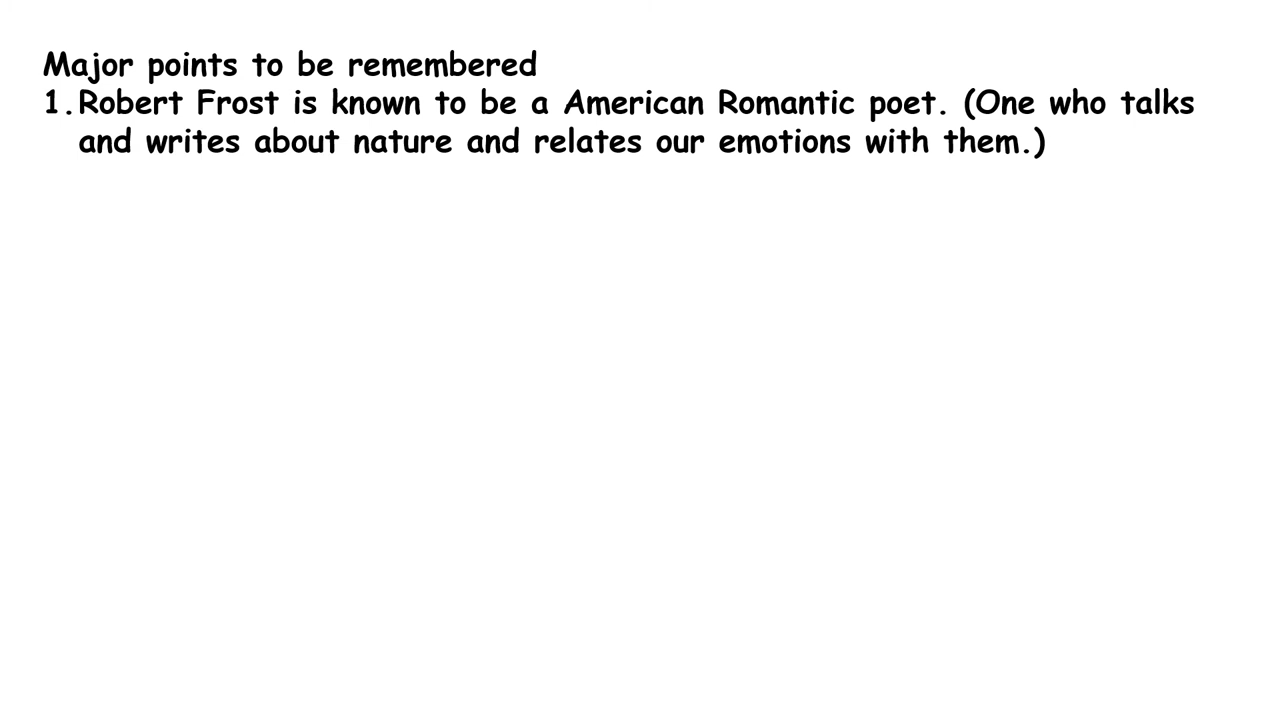 Major points to be remembered
1. Robert Frost is known to be a American Romantic poet. (One who talks
and writes about nature and relates our emotions with them.)